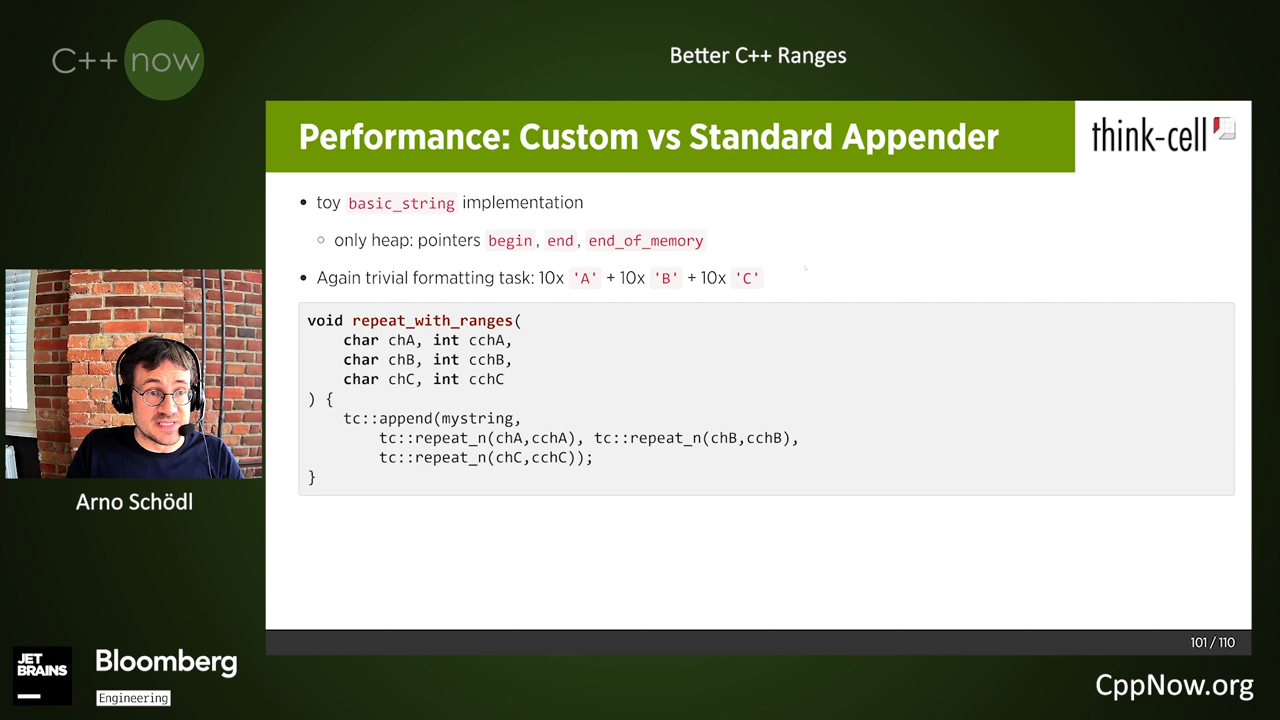 C++ now
Better C++ Ranges
Performance: Custom vs Standard Appender
think-cell
• toy basic_string implementation
○ only heap: pointers begin, end, end_of_memory
• Again trivial formatting task: 10x 'A' + 10x 'B' + 10x 'C'
void repeat_with_ranges(
    char chA, int cchA,
    char chB, int cchB,
    char chC, int cchC
) {
    tc::append(mystring,
        tc::repeat_n(chA,cchA), tc::repeat_n(chB,cchB),
        tc::repeat_n(chC,cchC));
}
Arno Schödl
101 / 110
JET
BRAINS
Bloomberg
Engineering
CppNow.org